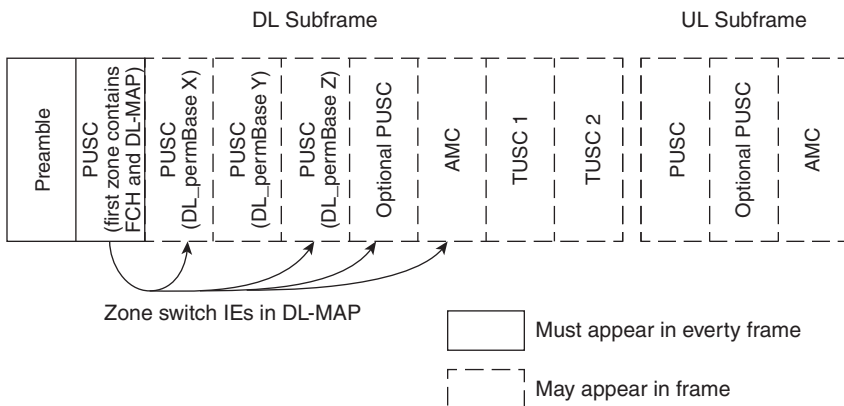 DL Subframe
UL Subframe
Preamble
PUSC
(first zone contains
FCH and DL-MAP)
PUSC
(DL_permBase X)
PUSC
(DL_permBase Y)
PUSC
(DL_permBase Z)
Optional PUSC
AMC
TUSC 1
TUSC 2
PUSC
Optional PUSC
AMC
Zone switch IEs in DL-MAP
Must appear in everty frame
May appear in frame